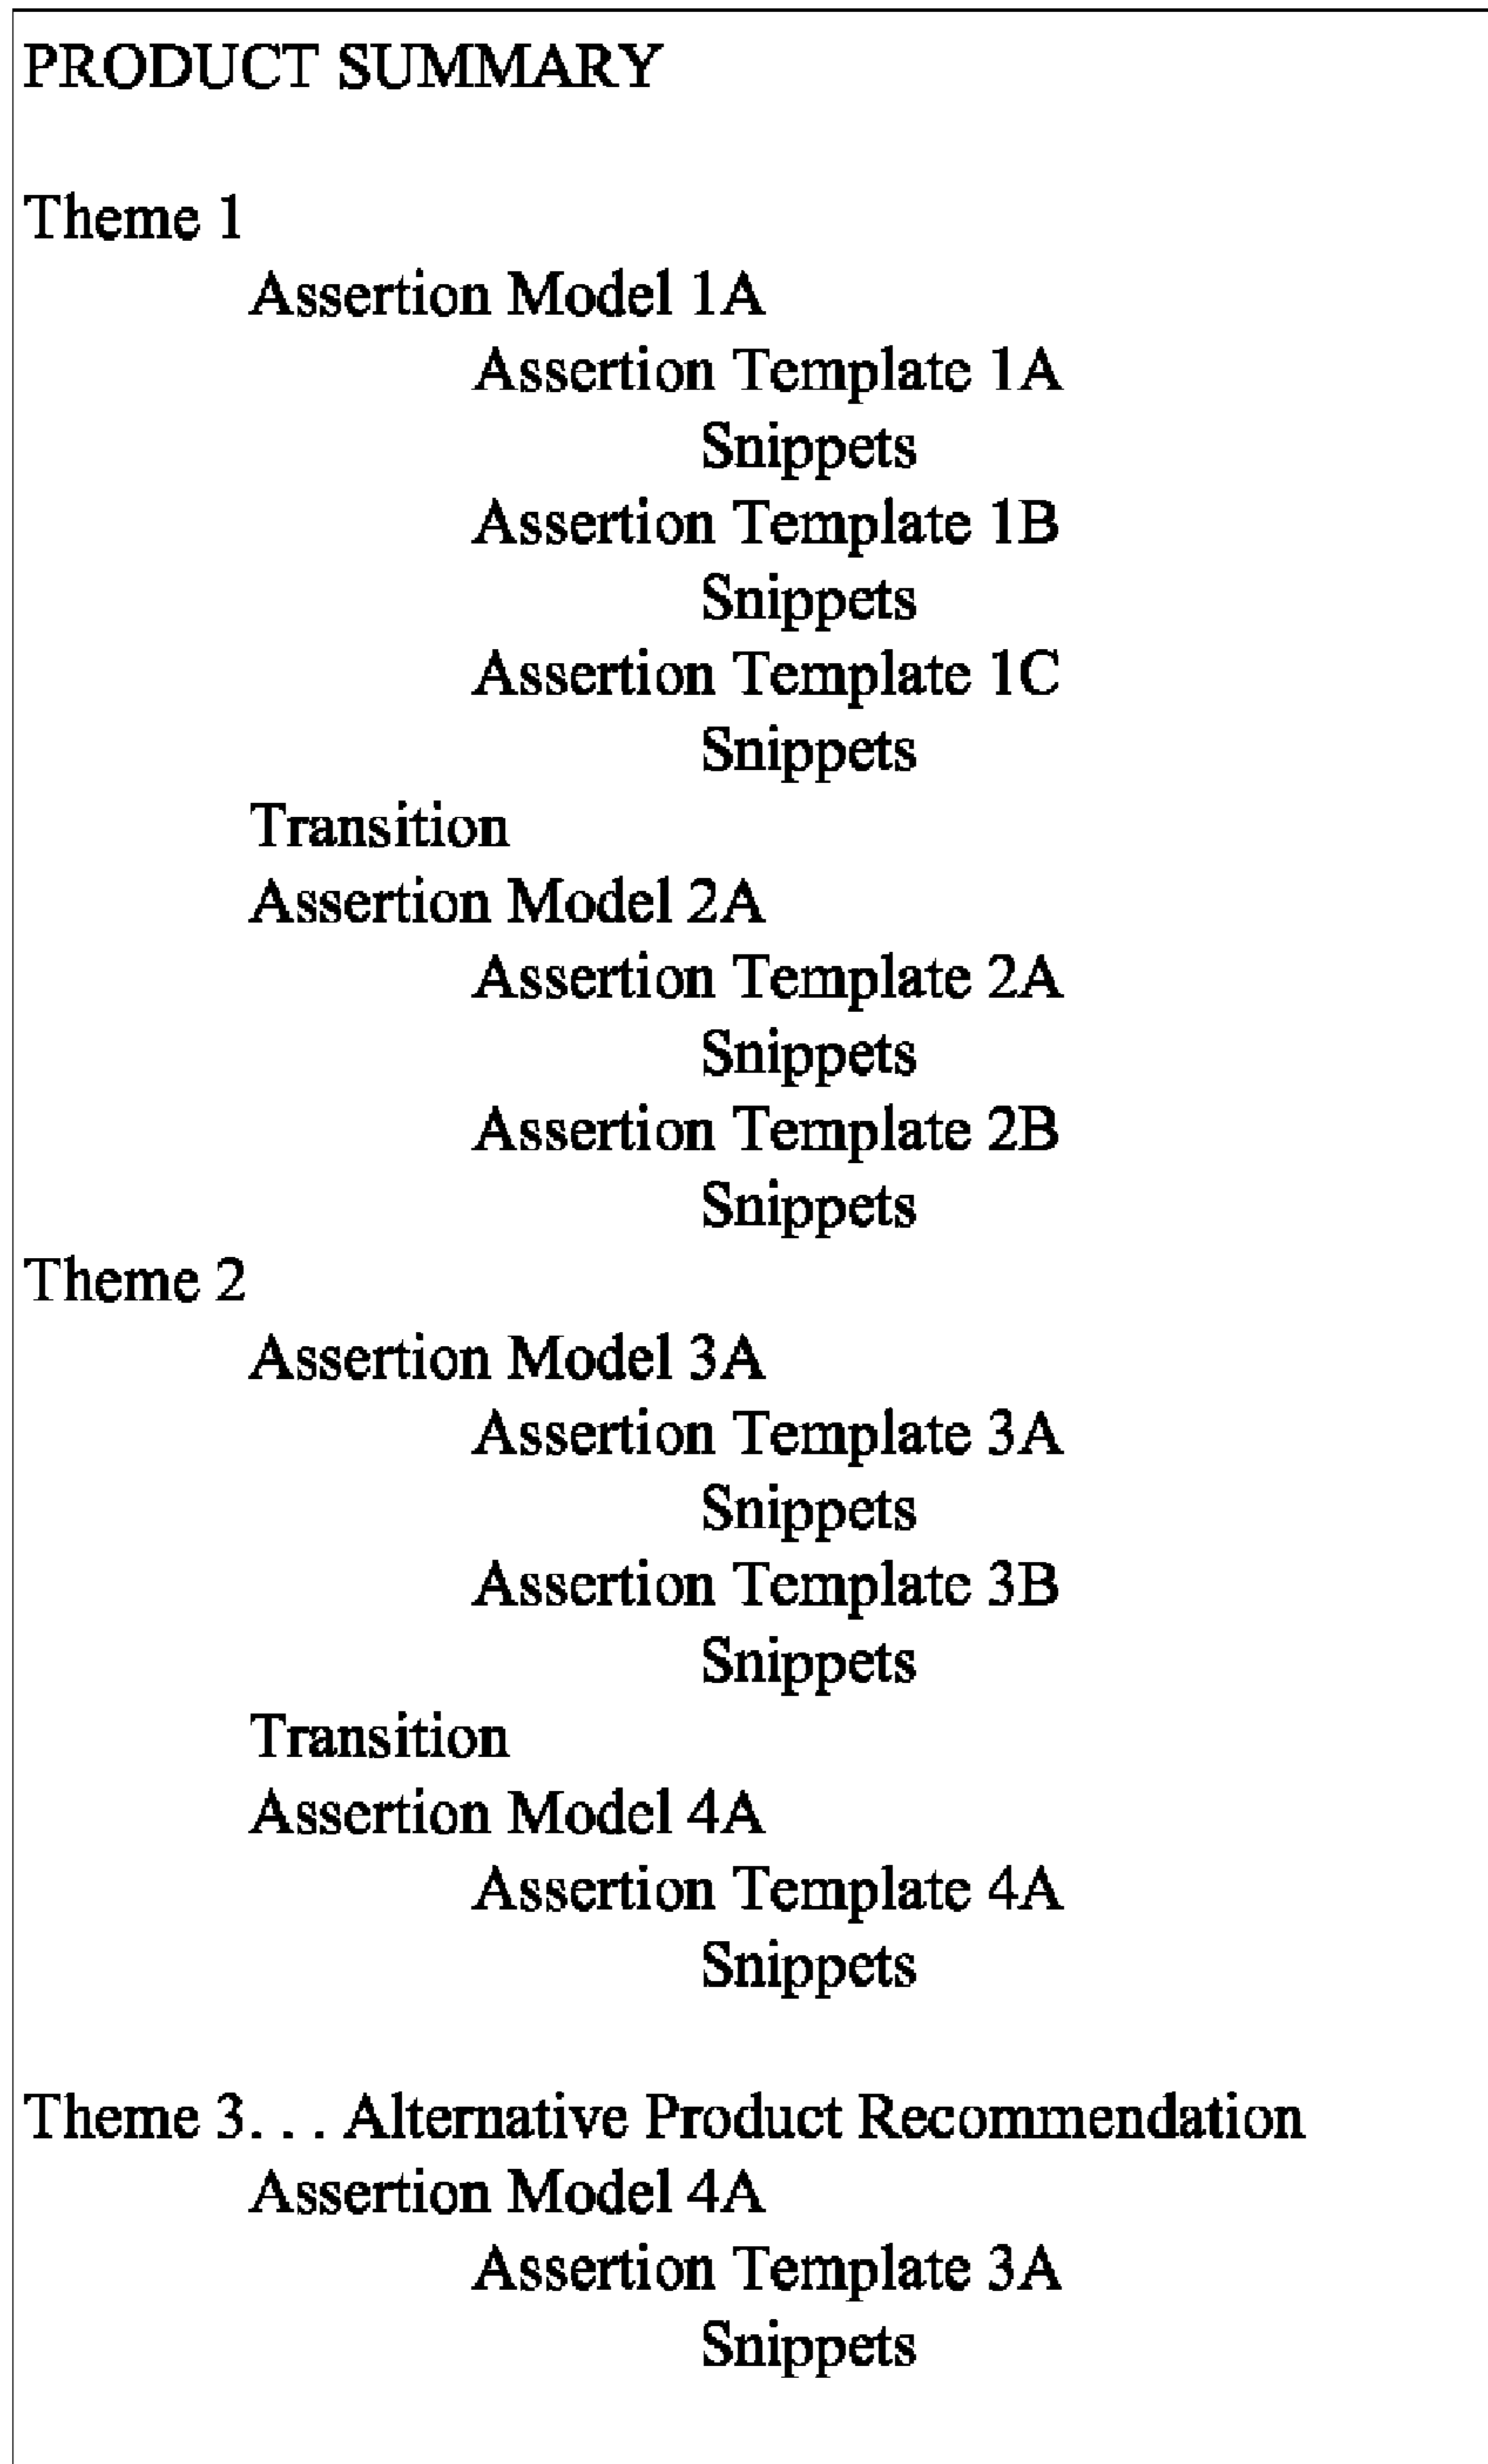 PRODUCT SUMMARY
Theme 1
Assertion Model 1A
Assertion Template 1A
Snippets
Assertion Template 1B
Snippets
Assertion Template 1C
Snippets
Transition
Assertion Model 2A
Assertion Template 2A
Snippets
Assertion Template 2B
Snippets
Theme 2
Assertion Model 3A
Assertion Template 3A
Snippets
Assertion Template 3B
Snippets
Transition
Assertion Model 4A
Assertion Template 4A
Snippets
Theme 3. . . Alternative Product Recommendation
Assertion Model 4A
Assertion Template 3A
Snippets